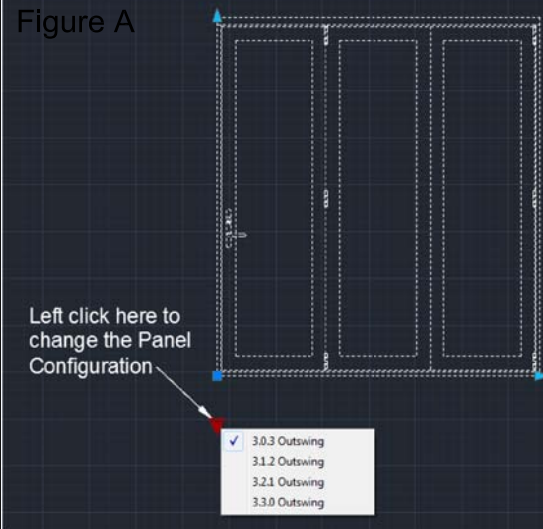 Figure A
Left click here to
change the Panel
Configuration
3.0.3 Outswing
3.1.2 Outswing
3.2.1 Outswing
3.3.0 Outswing